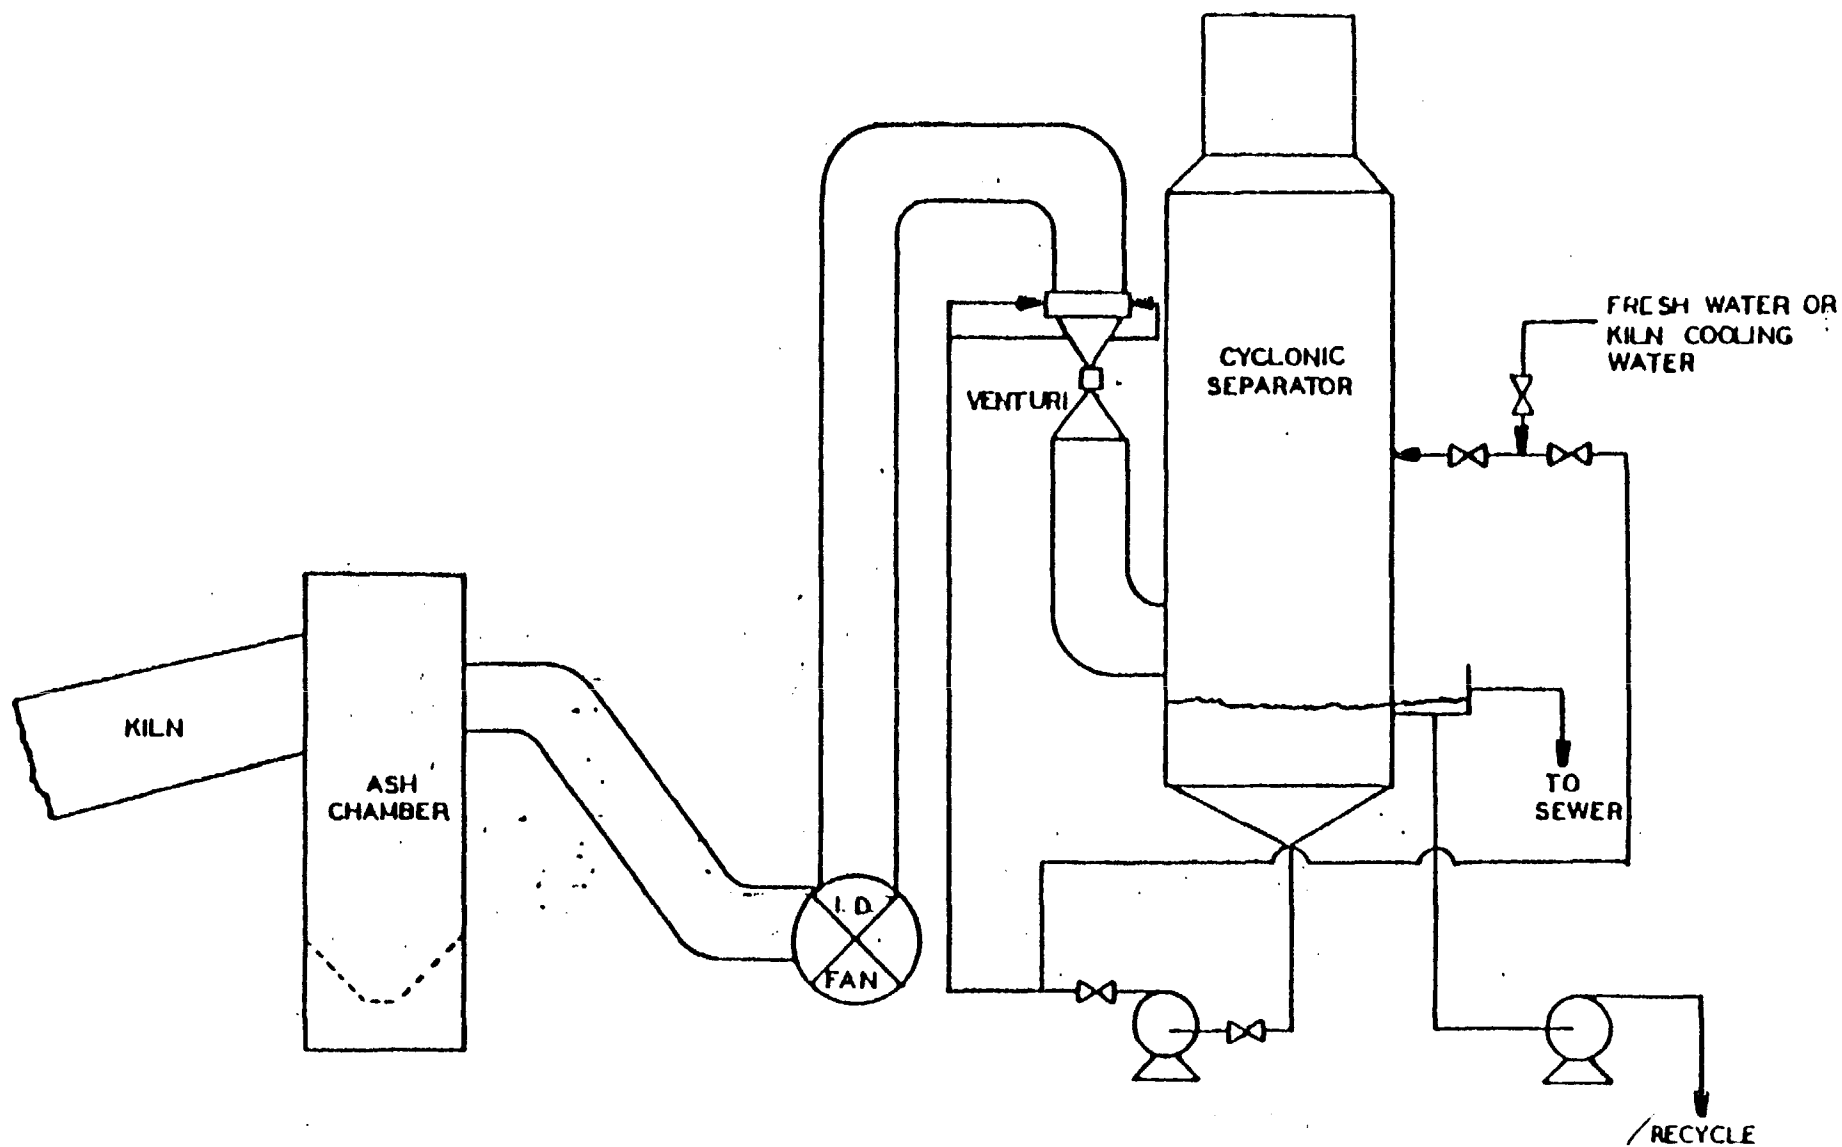 FRESH WATER OR
KILN COOLING
WATER
CYCLONIC
SEPARATOR
VENTURI
KILN
ASH
CHAMBER
TO
SEWER
I. D.
FAN
RECYCLE